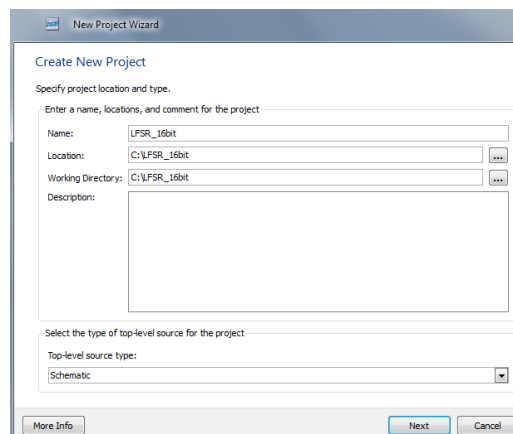 ISE New Project Wizard
Create New Project
Specify project location and type.
Enter a name, locations, and comment for the project
Name: LFSR_16bit
Location: C:\LFSR_16bit ...
Working Directory: C:\LFSR_16bit ...
Description:
Select the type of top-level source for the project
Top-level source type:
Schematic
More Info Next Cancel